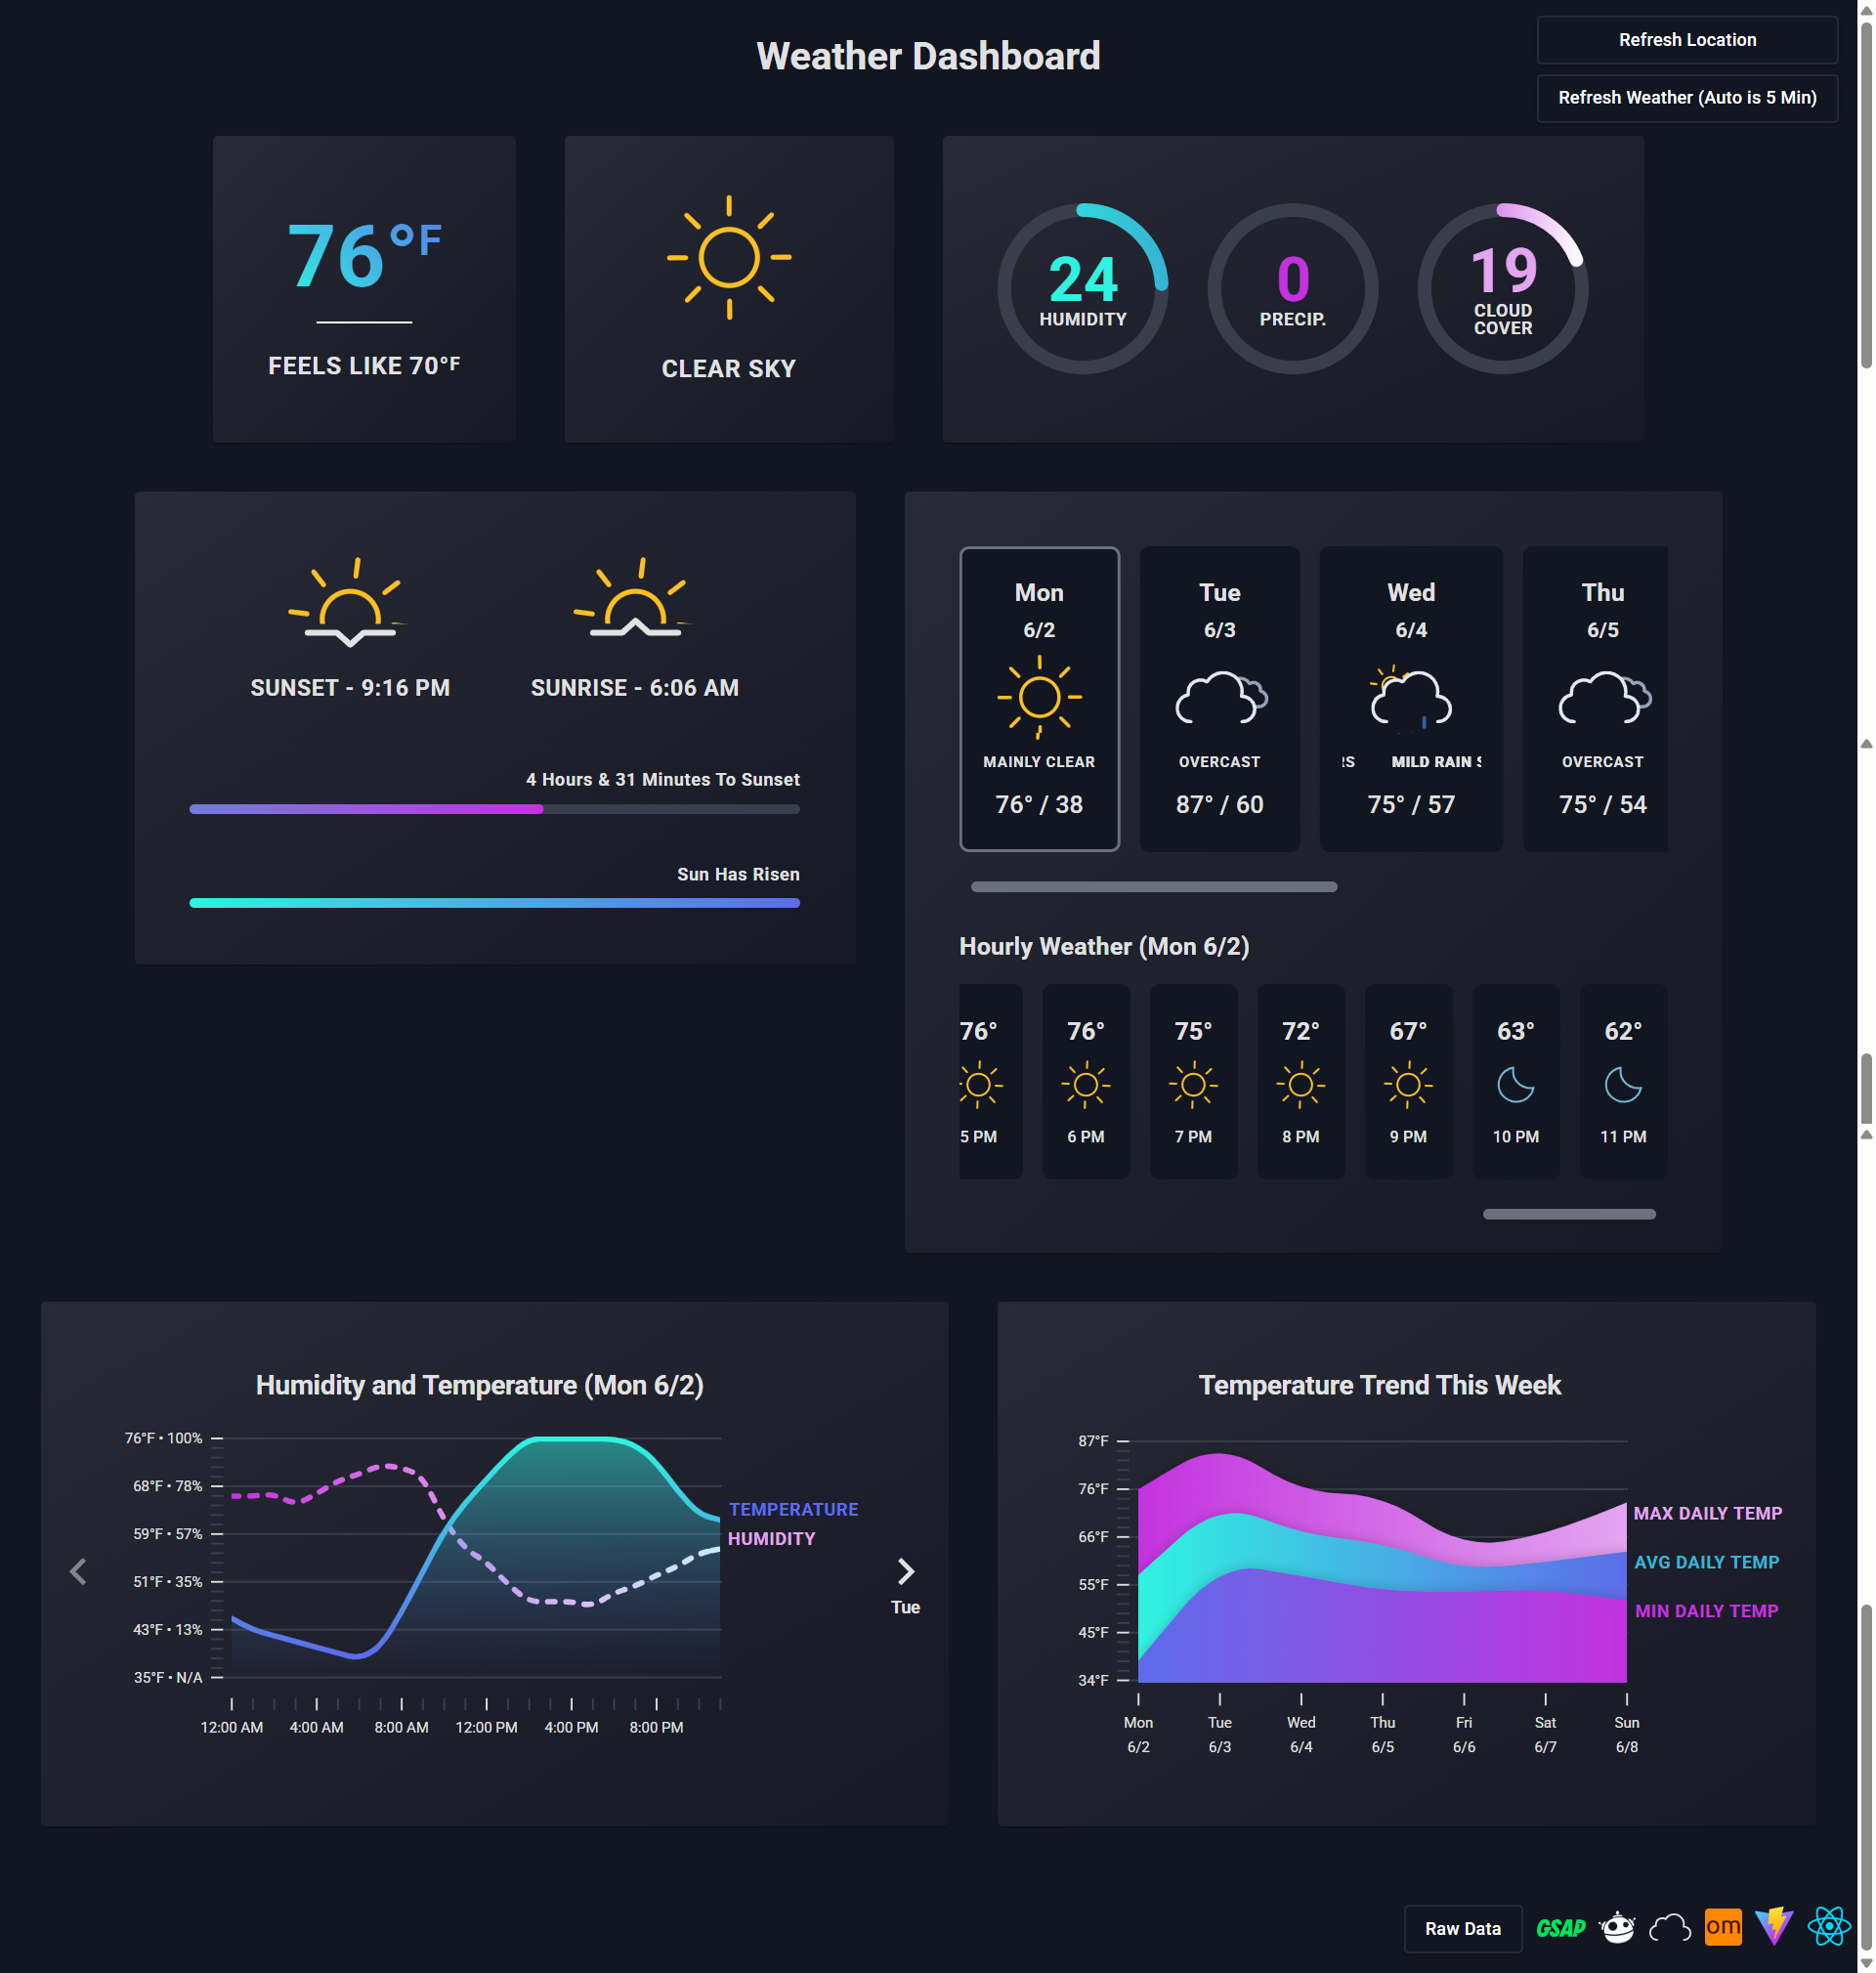 Weather Dashboard
Refresh Location
Refresh Weather (Auto is 5 Min)
76°F
FEELS LIKE 70°F
CLEAR SKY
24
HUMIDITY
0
PRECIP.
19
CLOUD
COVER
SUNSET - 9:16 PM
SUNRISE - 6:06 AM
4 Hours & 31 Minutes To Sunset
Sun Has Risen
Mon
6/2
MAINLY CLEAR
76° / 38
Tue
6/3
OVERCAST
87° / 60
Wed
6/4
RS MILD RAIN S
75° / 57
Thu
6/5
OVERCAST
75° / 54
Hourly Weather (Mon 6/2)
76°
5 PM
76°
6 PM
75°
7 PM
72°
8 PM
67°
9 PM
63°
10 PM
62°
11 PM
Humidity and Temperature (Mon 6/2)
76°F • 100%
68°F • 78%
59°F • 57%
51°F • 35%
43°F • 13%
35°F • N/A
12:00 AM 4:00 AM 8:00 AM 12:00 PM 4:00 PM 8:00 PM
TEMPERATURE
HUMIDITY
Tue
Temperature Trend This Week
87°F
76°F
66°F
55°F
45°F
34°F
Mon Tue Wed Thu Fri Sat Sun
6/2 6/3 6/4 6/5 6/6 6/7 6/8
MAX DAILY TEMP
AVG DAILY TEMP
MIN DAILY TEMP
Raw Data
GSAP
om